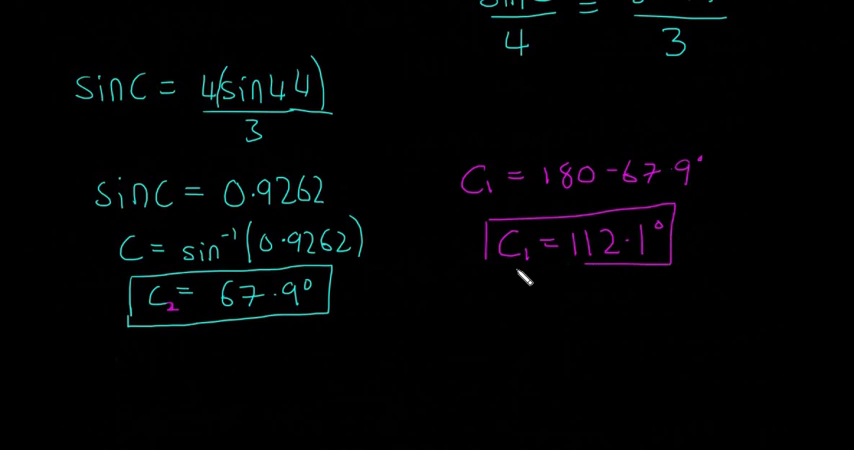 4 = 3
sinC = 4(sin44)/3
sinC = 0.9262
C = sin⁻¹(0.9262)
C₂ = 67.9°
C₁ = 180-67.9°
C₁ = 112.1°